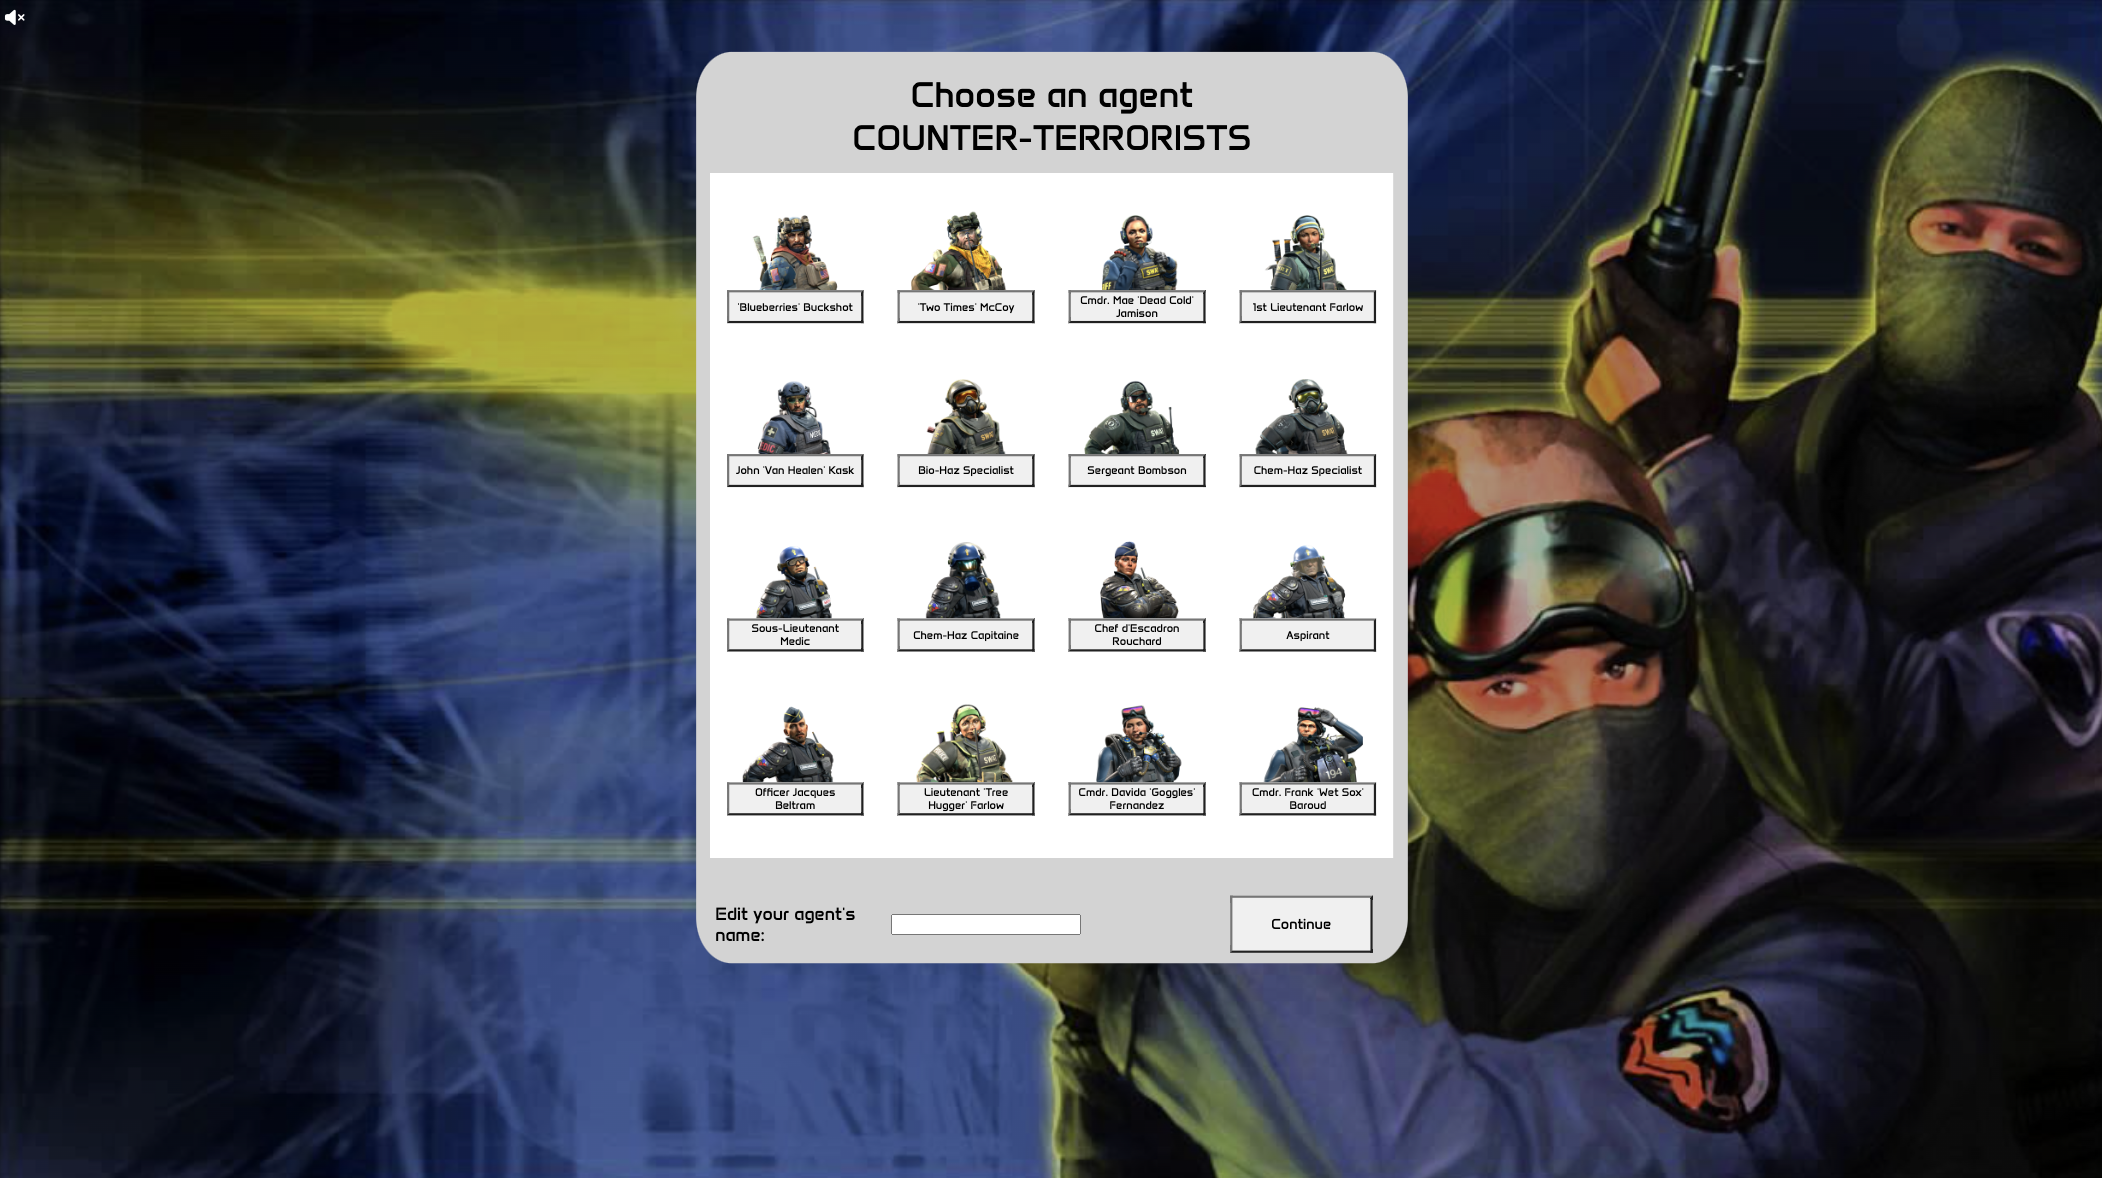 Choose an agent
COUNTER-TERRORISTS
'Blueberries' Buckshot
'Two Times' McCoy
Cmdr. Mae 'Dead Cold'
Jamison
1st Lieutenant Farlow
John 'Van Healen' Kask
Bio-Haz Specialist
Sergeant Bombson
Chem-Haz Specialist
Sous-Lieutenant
Medic
Chem-Haz Capitaine
Chef d'Escadron
Rouchard
Aspirant
Officer Jacques
Beltram
Lieutenant 'Tree
Hugger' Farlow
Cmdr. Davida 'Goggles'
Fernandez
194
Cmdr. Frank 'Wet Sox'
Baroud
Edit your agent's
name:
Continue